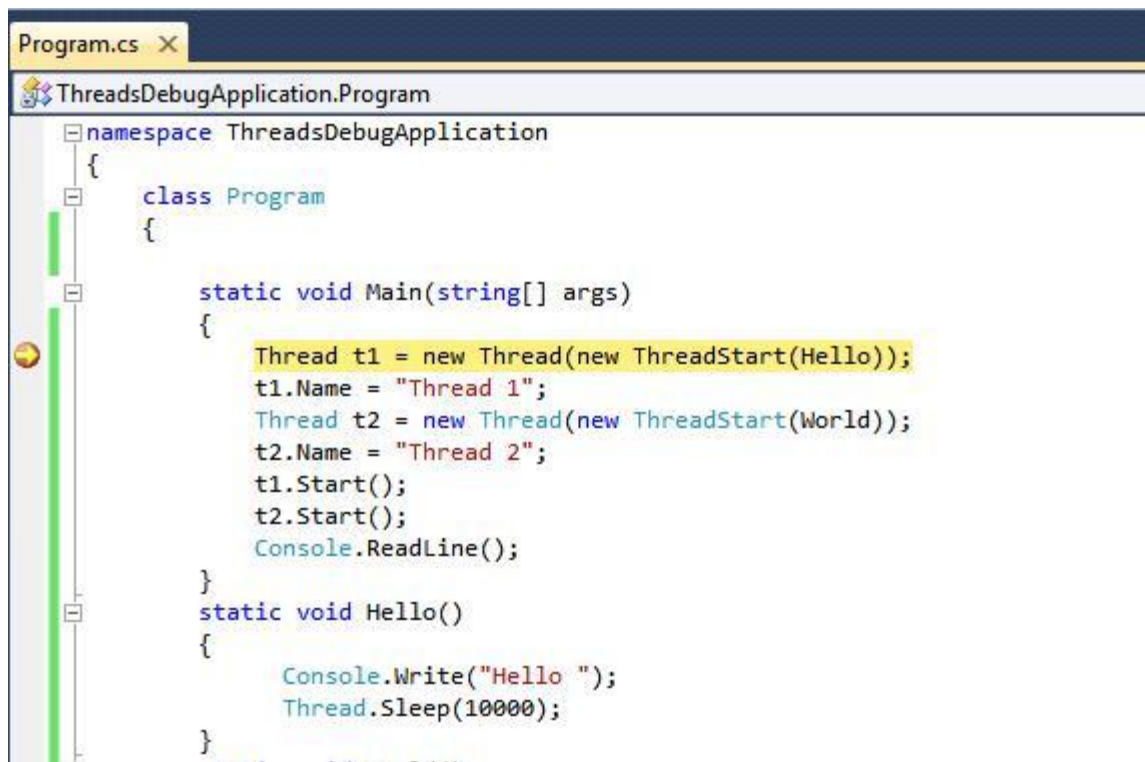 Program.cs
ThreadsDebugApplication.Program
namespace ThreadsDebugApplication
{
class Program
{
static void Main(string[] args)
{
Thread t1 = new Thread(new ThreadStart(Hello));
t1.Name = "Thread 1";
Thread t2 = new Thread(new ThreadStart(World));
t2.Name = "Thread 2";
t1.Start();
t2.Start();
Console.ReadLine();
}
static void Hello()
{
Console.Write("Hello ");
Thread.Sleep(10000);
}